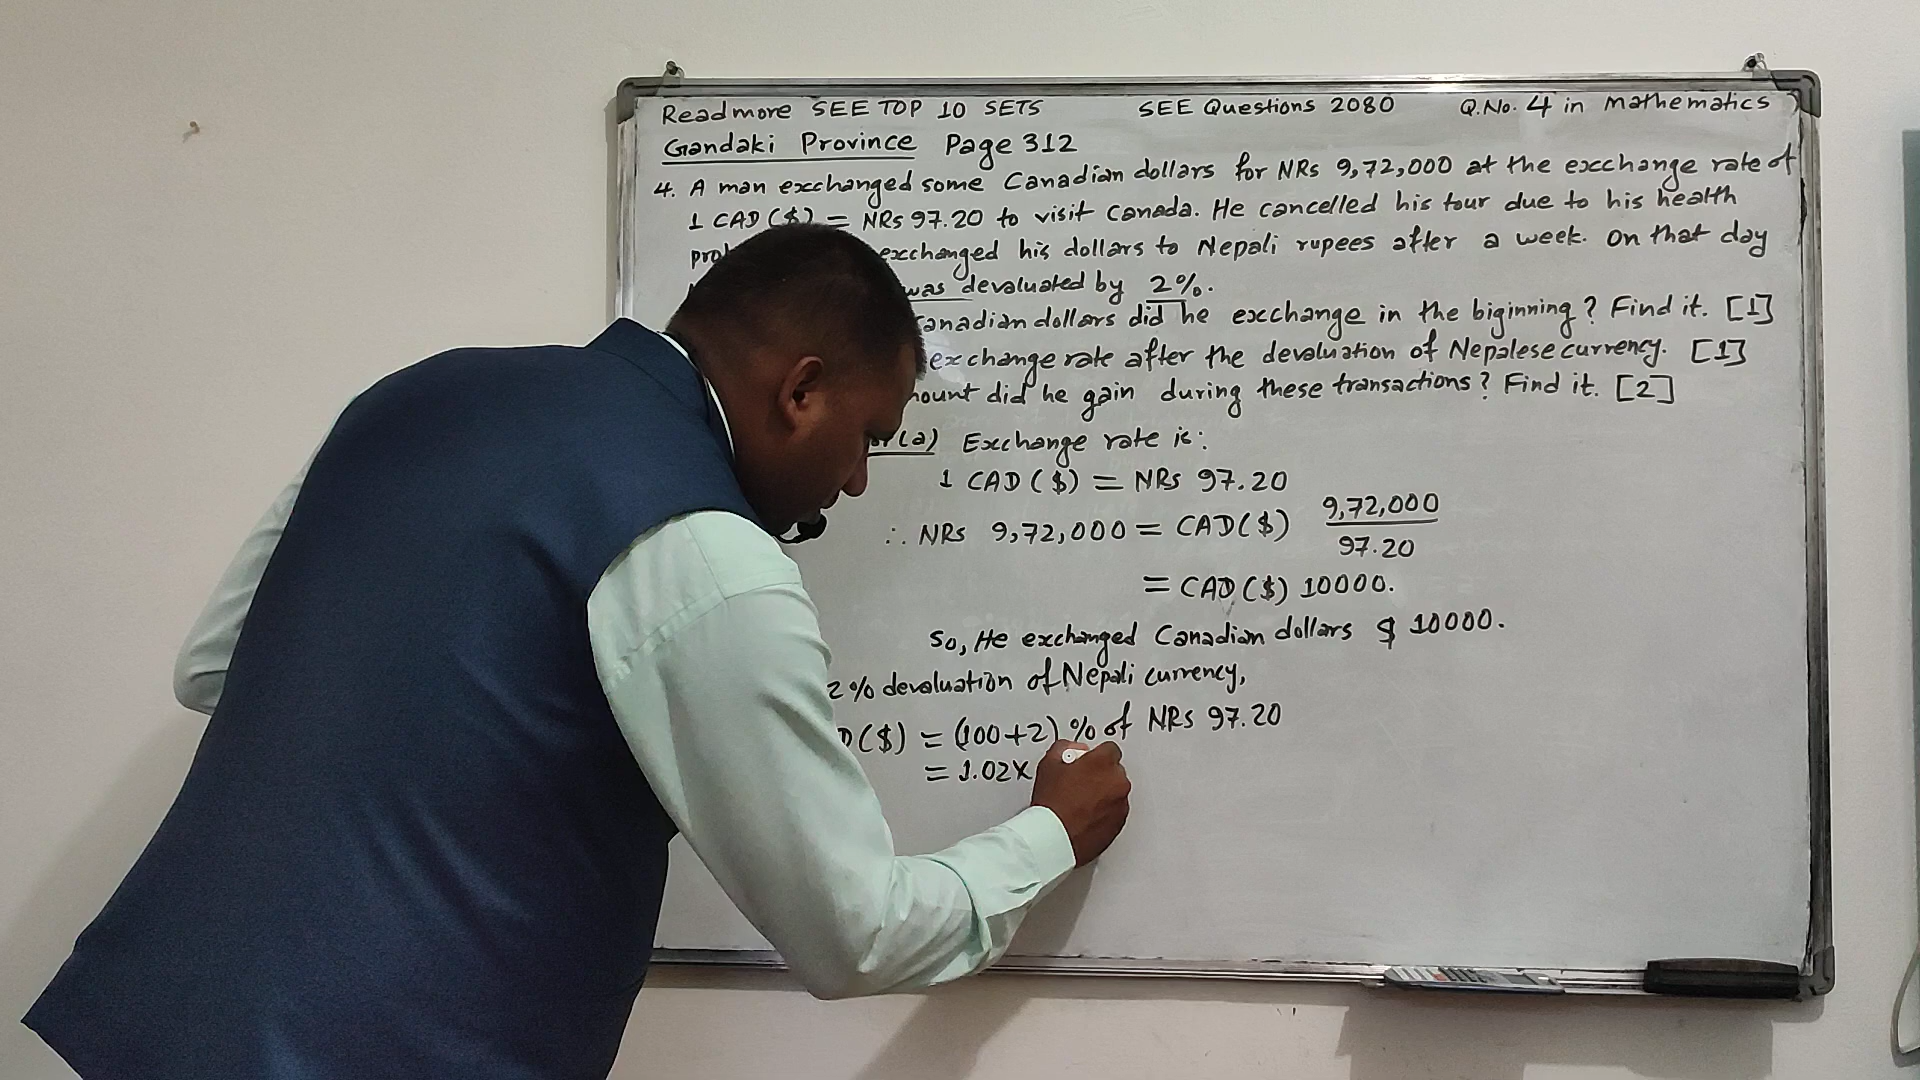 Readmore SEE TOP 10 SETS SEE Questions 2080 Q.No. 4 in Mathematics
Gandaki Province Page 312
4. A man exchanged some Canadian dollars for NRs 9,72,000 at the exchange rate of
1 CAD ($) = NRs 97.20 to visit Canada. He cancelled his tour due to his health
exchanged his dollars to Nepali rupees after a week. On that day
was devaluated by 2%.
Canadian dollars did he exchange in the biginning? Find it. [1]
exchange rate after the devaluation of Nepalese currency. [1]
did he gain during these transactions? Find it. [2]
(a) Exchange rate is:
1 CAD ($) = NRs 97.20
∴ NRs 9,72,000 = CAD($) 9,72,000
97.20
= CAD ($) 10000.
So, He exchanged Canadian dollars $ 10000.
2% devaluation of Nepali currency,
($) = (100+2) % of NRs 97.20
= 1.02×